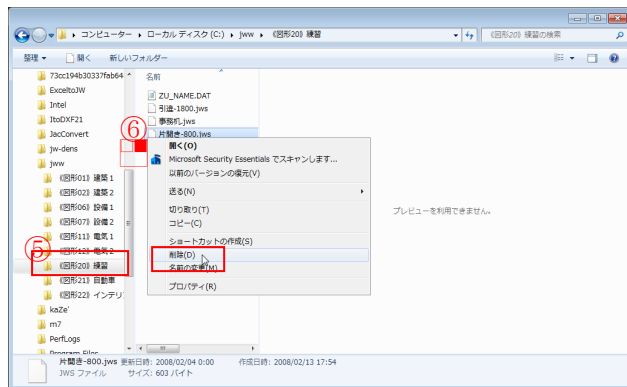 コンピューター ▸ ローカル ディスク (C:) ▸ jww ▸ 《図形20》 練習
《図形20》 練習の検索
整理 ▼ 開く 新しいフォルダー
名前
73cc194b30337fab64
ExceltoJW
Intel
ItoDXF21
JacConvert
jw-dens
jww
《図形01》 建築1
《図形02》 建築2
《図形06》 設備1
《図形07》 設備2
《図形11》 電気1
《図形12》 電気2
《図形20》 練習
《図形21》 自動車
《図形22》 インテリ
kaZe'
m7
PerfLogs
Program Files
⑤
ZU_NAME.DAT
引違-1800.jws
事務机.jws
片開き-800.jws
⑥
開く(O)
Microsoft Security Essentials でスキャンします...
以前のバージョンの復元(V)
送る(N)
切り取り(T)
コピー(C)
ショートカットの作成(S)
削除(D)
名前の変更(M)
プロパティ(R)
プレビューを利用できません。
片開き-800.jws 更新日時: 2008/02/04 0:00 作成日時: 2008/02/13 17:54
JWS ファイル サイズ: 603 バイト